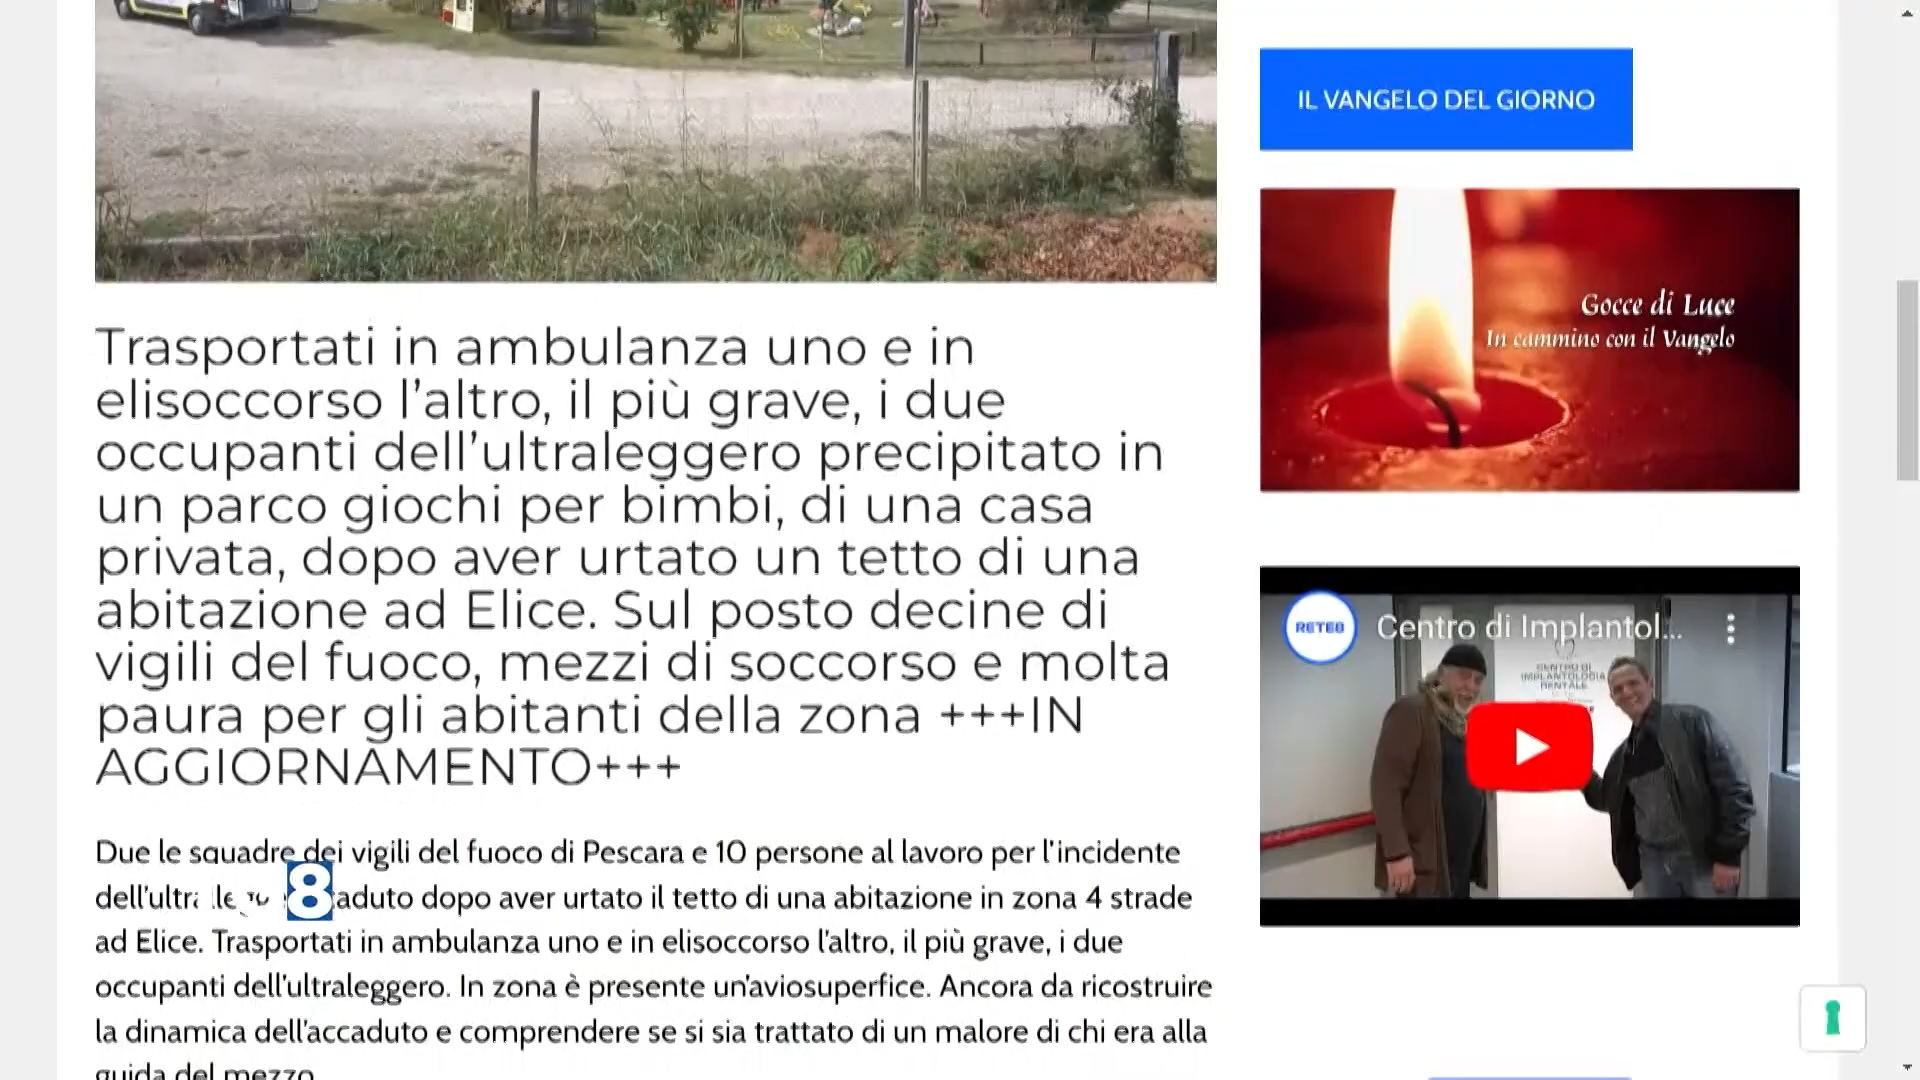 Trasportati in ambulanza uno e in
elisoccorso l’altro, il più grave, i due
occupanti dell’ultraleggero precipitato in
un parco giochi per bimbi, di una casa
privata, dopo aver urtato un tetto di una
abitazione ad Elice. Sul posto decine di
vigili del fuoco, mezzi di soccorso e molta
paura per gli abitanti della zona +++IN
AGGIORNAMENTO+++
Due le squadre dei vigili del fuoco di Pescara e 10 persone al lavoro per l’incidente
8
dopo aver urtato il tetto di una abitazione in zona 4 strade
ad Elice. Trasportati in ambulanza uno e in elisoccorso l’altro, il più grave, i due
occupanti dell’ultraleggero. In zona è presente un’aviosuperfice. Ancora da ricostruire
la dinamica dell’accaduto e comprendere se si sia trattato di un malore di chi era alla
guida del mezzo
IL VANGELO DEL GIORNO
Gocce di Luce
In cammino con il Vangelo
RETE8
Centro di Implantol...
CENTRO DI
IMPLANTOLOGIA
DENTALE